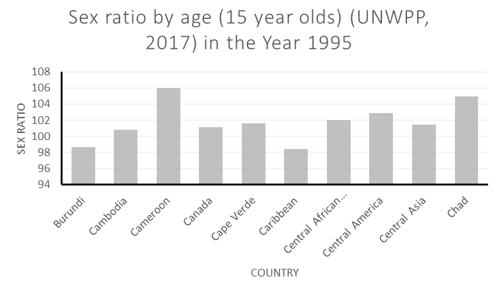 Sex ratio by age (15 year olds) (UNWPP,
2017) in the Year 1995
108
106
104
102
100
98
96
94
SEX RATIO
Burundi
Cambodia
Cameroon
Canada
Cape Verde
Caribbean
Central African...
Central America
Central Asia
Chad
COUNTRY